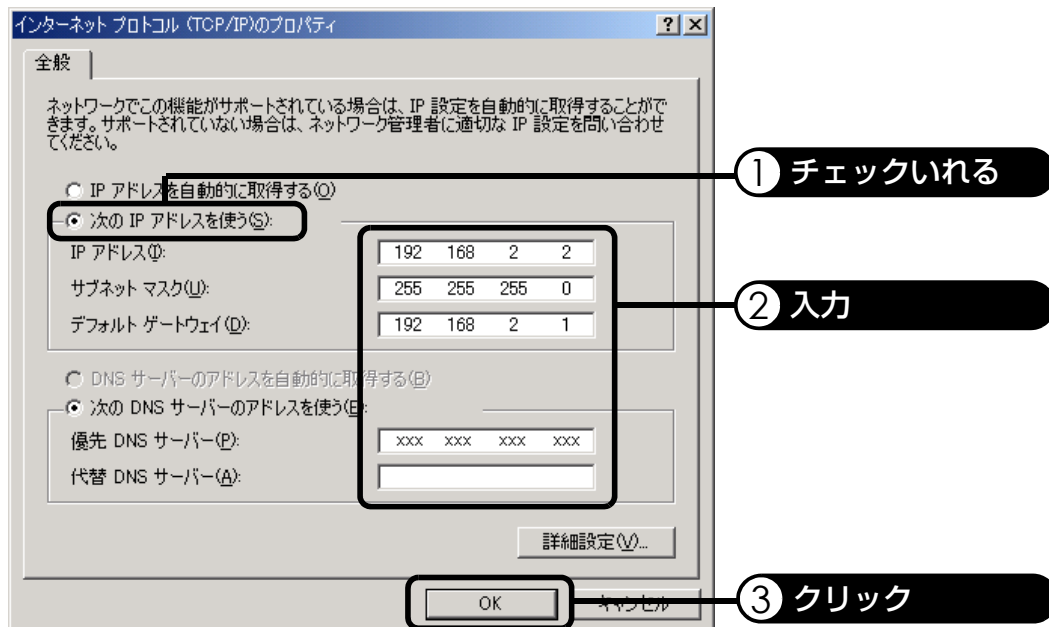 インターネット プロトコル (TCP/IP)のプロパティ
全般
ネットワークでこの機能がサポートされている場合は、IP 設定を自動的に取得することがで
きます。サポートされていない場合は、ネットワーク管理者に適切な IP 設定を問い合わせ
てください。
IP アドレスを自動的に取得する(O)
① チェックいれる
次の IP アドレスを使う(S):
IP アドレス(I): 192 168 2 2
サブネット マスク(U): 255 255 255 0
② 入力
デフォルト ゲートウェイ(D): 192 168 2 1
DNS サーバーのアドレスを自動的に取得する(B)
次の DNS サーバーのアドレスを使う(E):
優先 DNS サーバー(P): xxx xxx xxx xxx
代替 DNS サーバー(A):
詳細設定(V)...
OK キャンセル
③ クリック